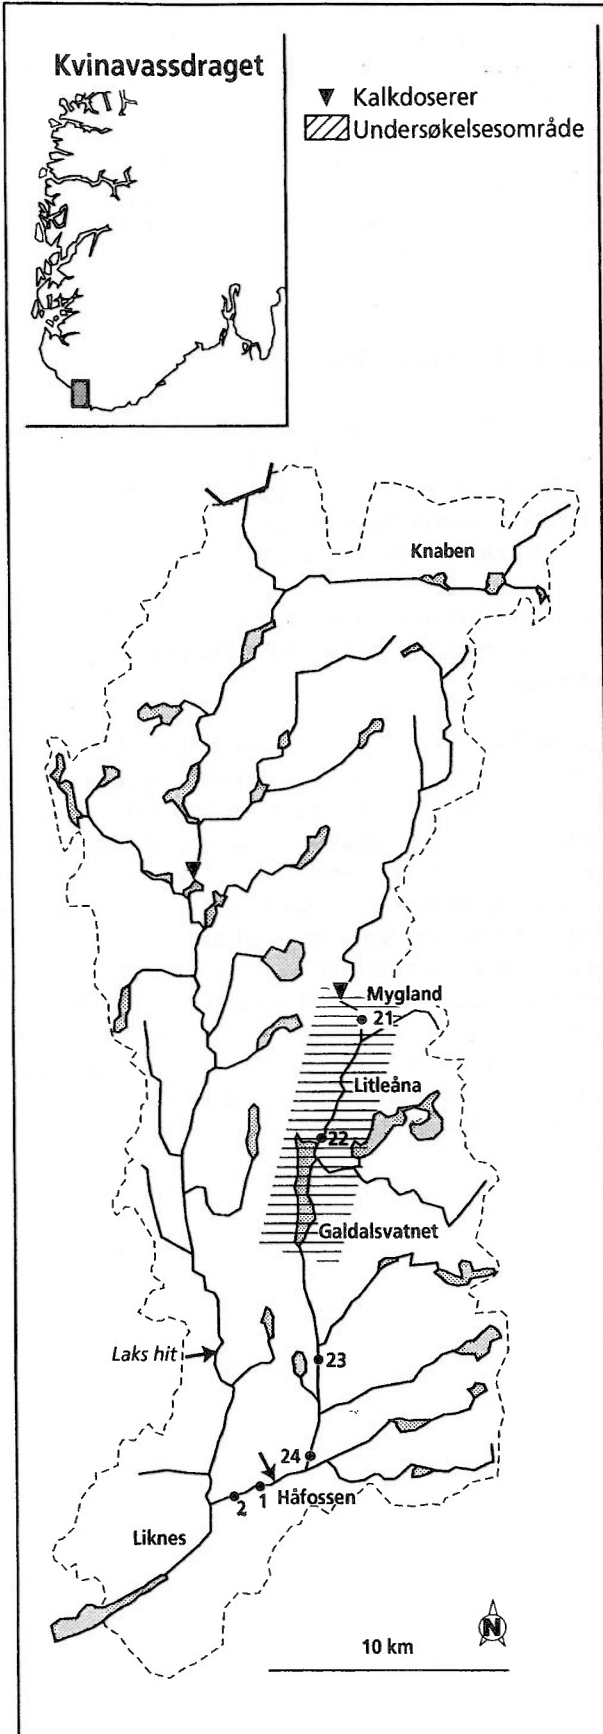 Kvinavassdraget
Kalkdoserer
Undersøkelsesområde
Knaben
Mygland
21
Litleåna
22
Galdalsvatnet
Laks hit
23
24
1
Håfossen
2
Liknes
N
10 km